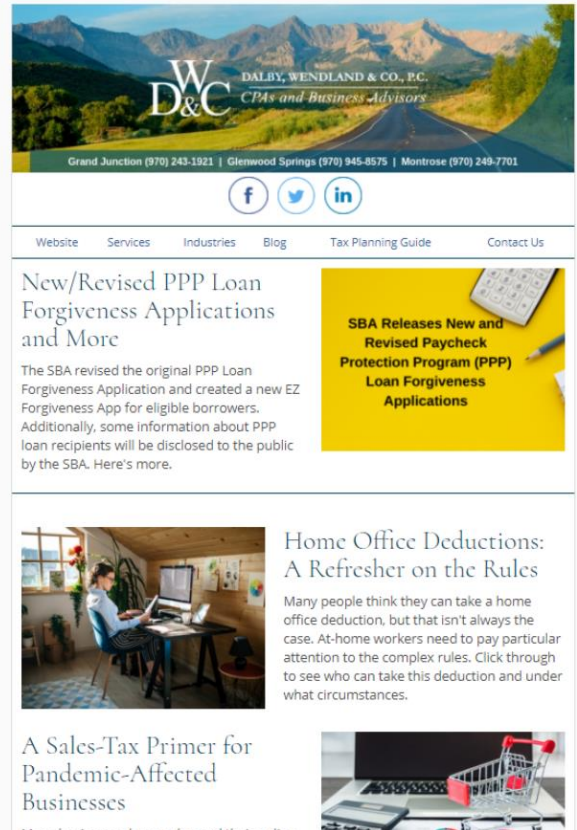 W
D&C
DALBY, WENDLAND & CO., P.C.
CPAs and Business Advisors
Grand Junction (970) 243-1921 | Glenwood Springs (970) 945-8575 | Montrose (970) 249-7701
f
in
Website Services Industries Blog Tax Planning Guide Contact Us
New/Revised PPP Loan
Forgiveness Applications
and More
The SBA revised the original PPP Loan
Forgiveness Application and created a new EZ
Forgiveness App for eligible borrowers.
Additionally, some information about PPP
loan recipients will be disclosed to the public
by the SBA. Here's more.
SBA Releases New and
Revised Paycheck
Protection Program (PPP)
Loan Forgiveness
Applications
Home Office Deductions:
A Refresher on the Rules
Many people think they can take a home
office deduction, but that isn't always the
case. At-home workers need to pay particular
attention to the complex rules. Click through
to see who can take this deduction and under
what circumstances.
A Sales-Tax Primer for
Pandemic-Affected
Businesses